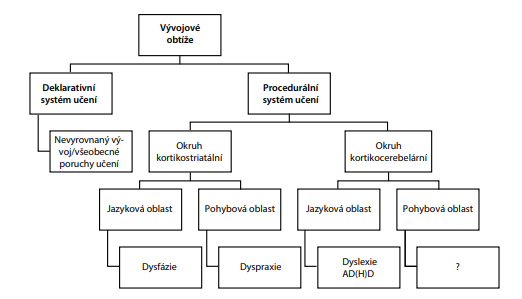 Vývojové
obtíže
Deklarativní
systém učení
Procedurální
systém učení
Nevyrovnaný vý-
voj/všeobecné
poruchy učení
Okruh
kortikostriatální
Okruh
kortikocerebelární
Jazyková oblast
Pohybová oblast
Jazyková oblast
Pohybová oblast
Dysfázie
Dyspraxie
Dyslexie
AD(H)D
?